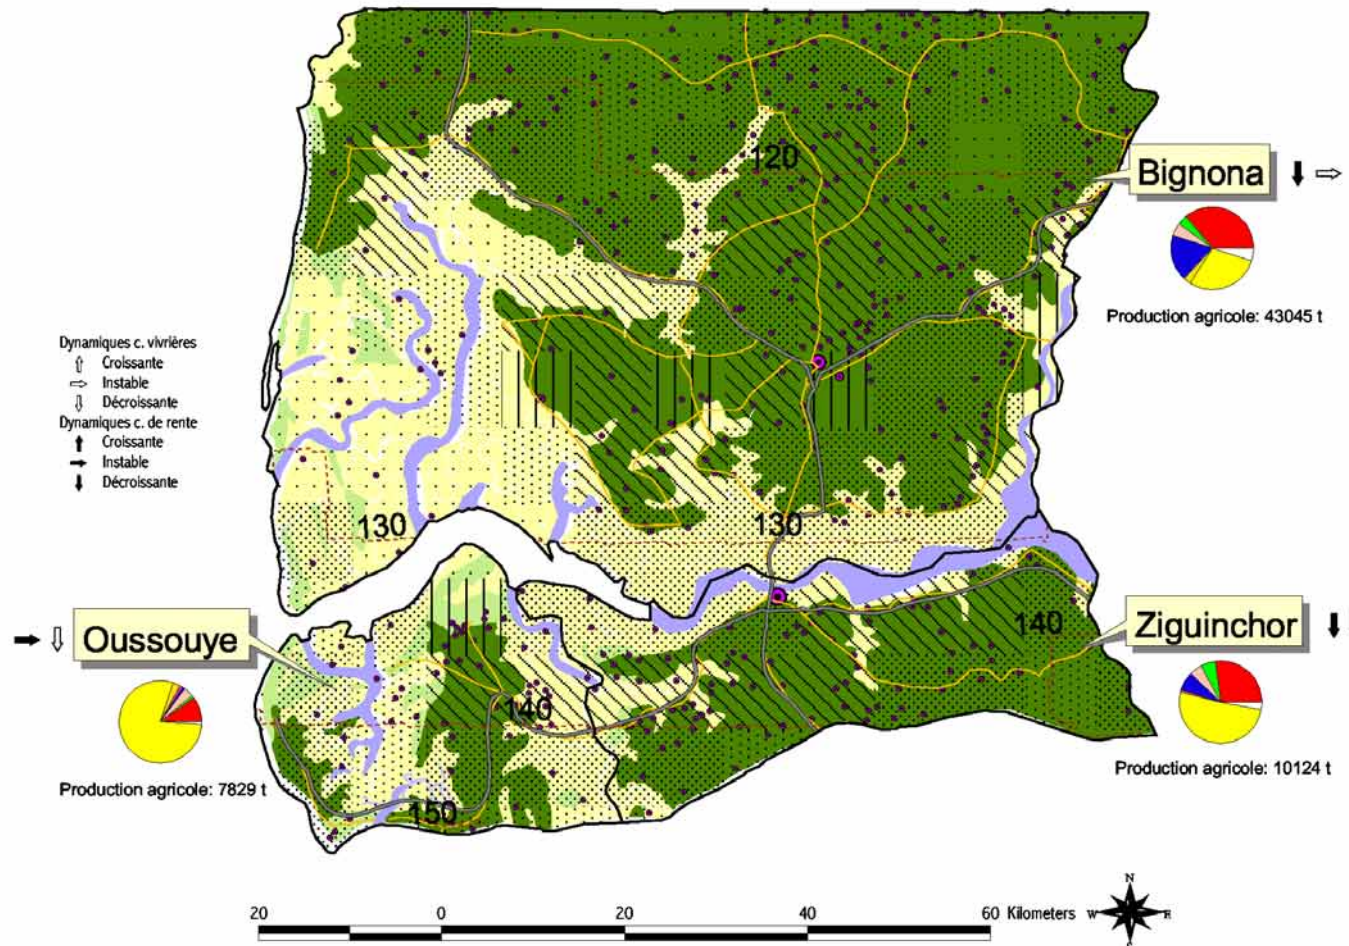 120
Bignona
Production agricole: 43045 t
Dynamiques c. vivrières
Croissante
Instable
Décroissante
Dynamiques c. de rente
Croissante
Instable
Décroissante
130
130
Oussouye
140
Ziguinchor
140
Production agricole: 7829 t
Production agricole: 10124 t
150
20 0 20 40 60 Kilometers
N
W E
S